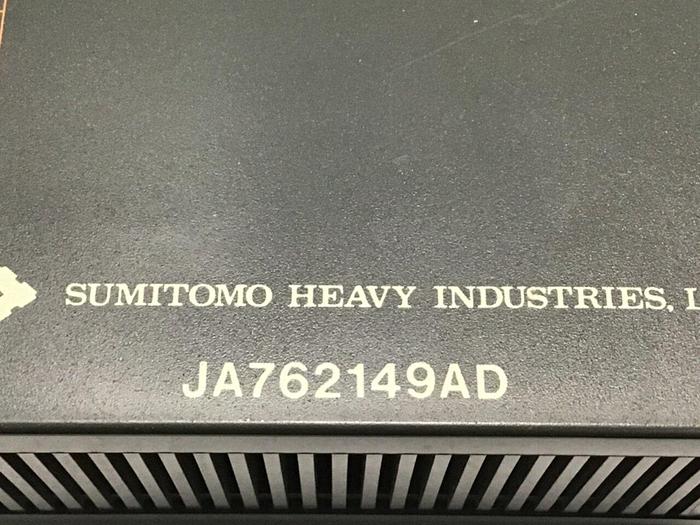 SUMITOMO HEAVY INDUSTRIES, L
JA762149AD